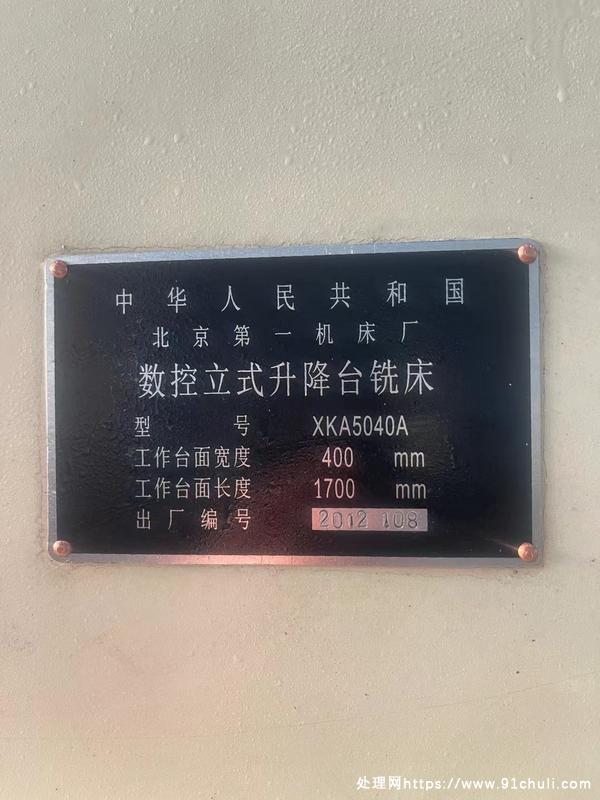 中华人民共和国
北京第一机床厂
数控立式升降台铣床
型 号 XKA5040A
工作台面宽度 400 mm
工作台面长度 1700 mm
出厂编号 2012 108
处理网https://www.91chuli.com/